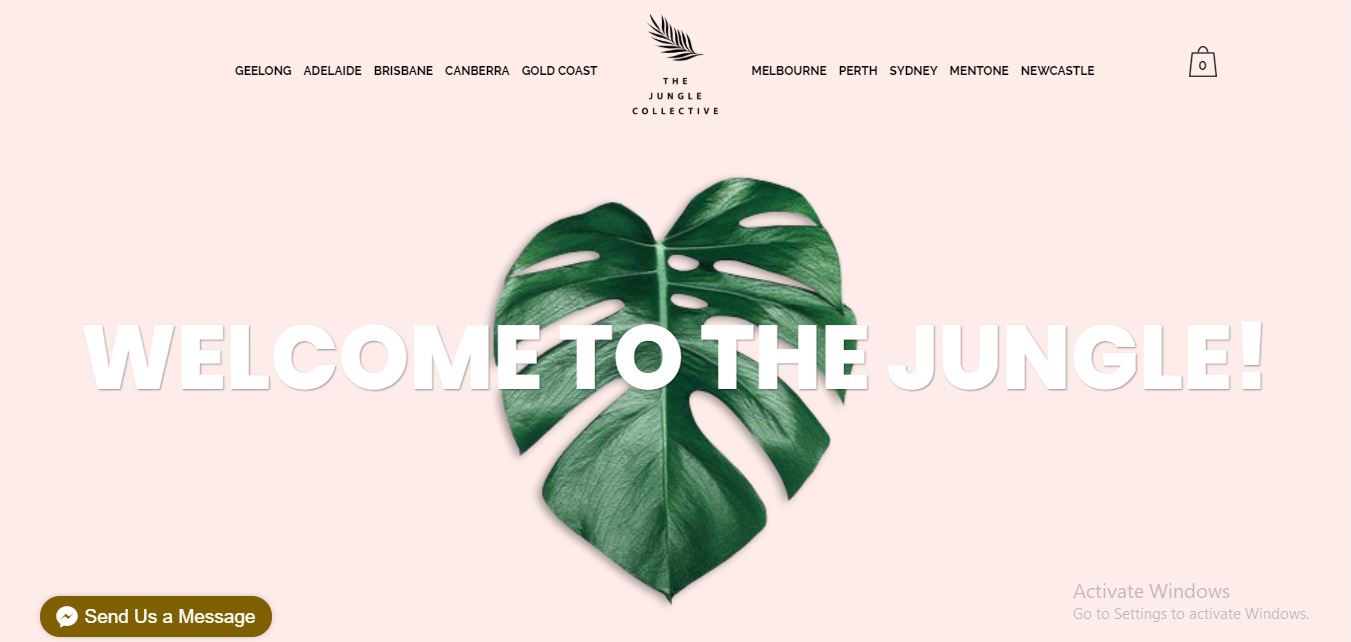 GEELONG ADELAIDE BRISBANE CANBERRA GOLD COAST
THE
JUNGLE
COLLECTIVE
MELBOURNE PERTH SYDNEY MENTONE NEWCASTLE
0
WELCOME TO THE JUNGLE!
Send Us a Message
Activate Windows
Go to Settings to activate Windows.